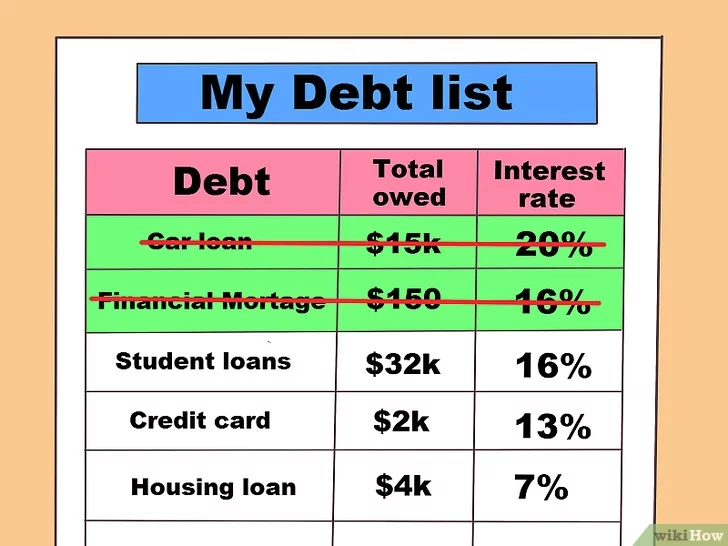 My Debt list
Debt Total owed Interest rate
Car loan $15k 20%
Financial Mortage $150 16%
Student loans $32k 16%
Credit card $2k 13%
Housing loan $4k 7%
wikiHow